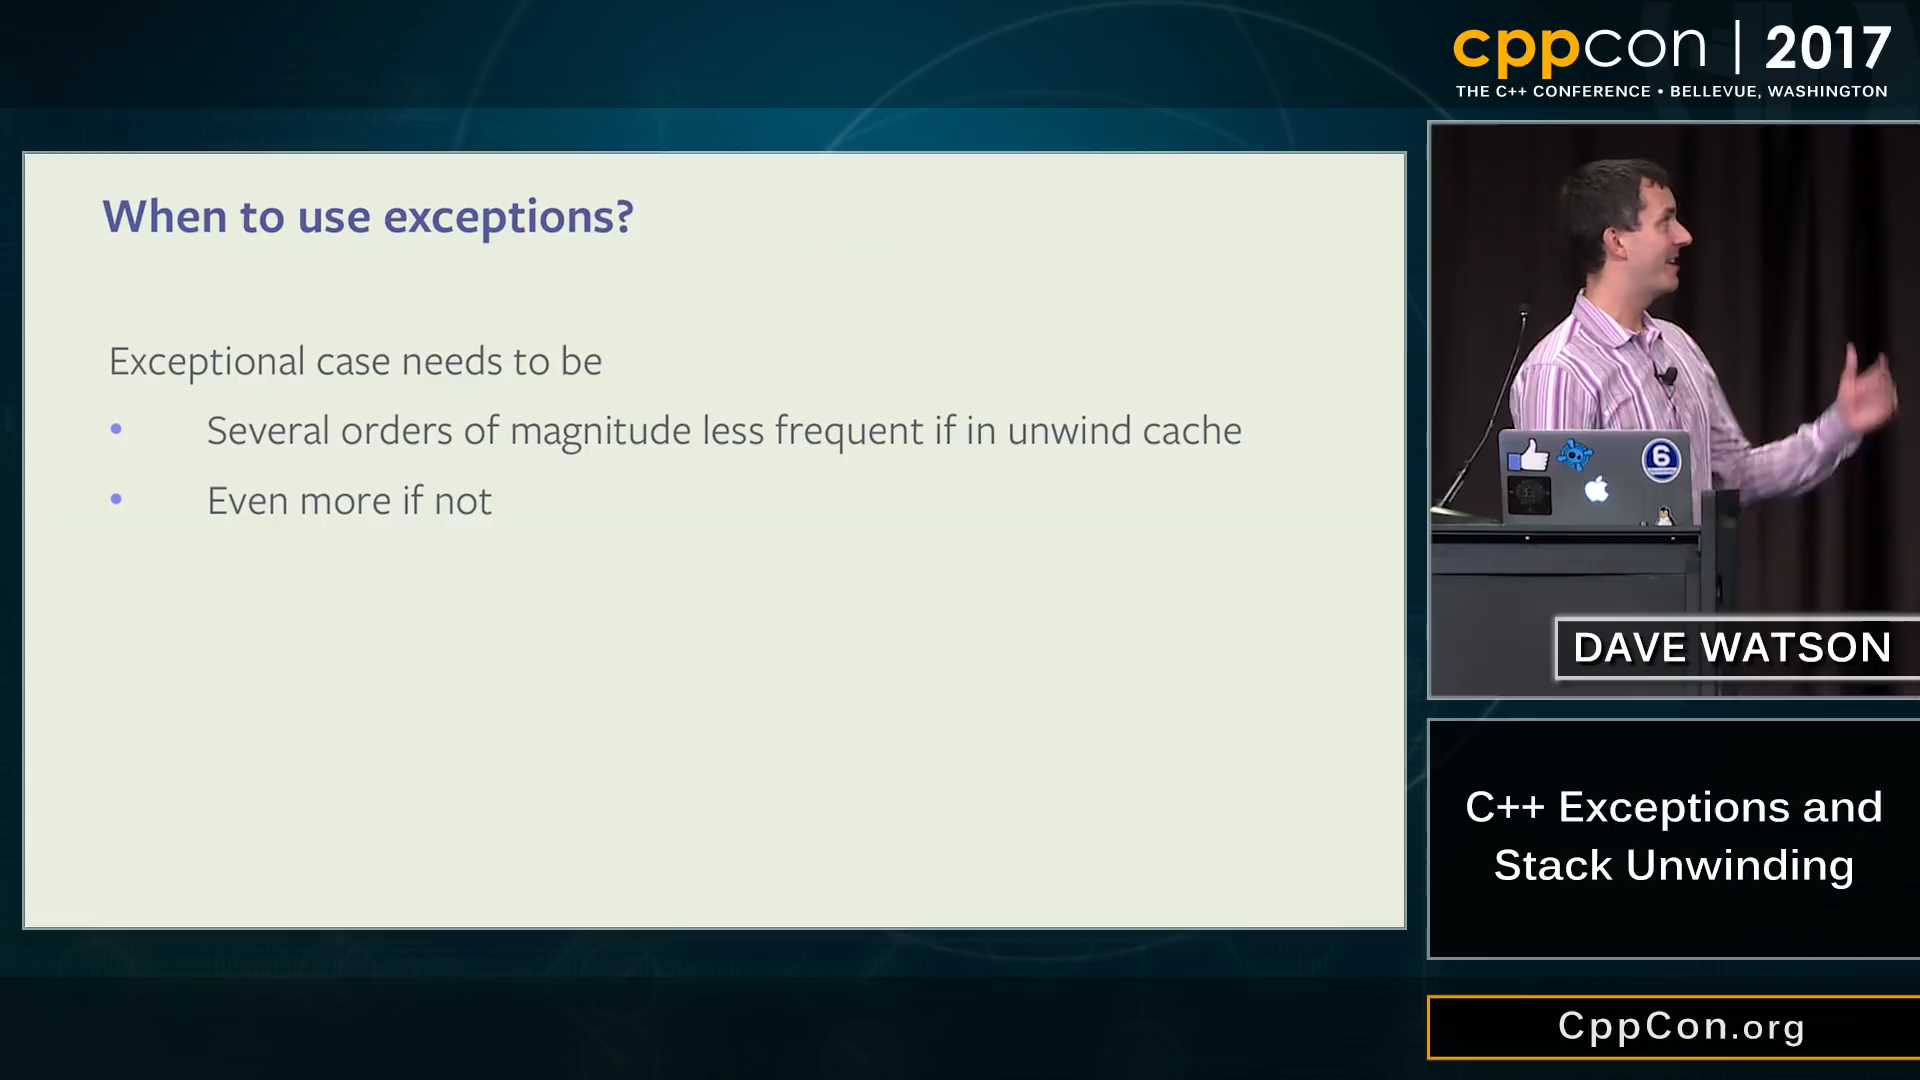 cppcon | 2017
THE C++ CONFERENCE • BELLEVUE, WASHINGTON
When to use exceptions?
Exceptional case needs to be
• Several orders of magnitude less frequent if in unwind cache
• Even more if not
6
DAVE WATSON
C++ Exceptions and
Stack Unwinding
CppCon.org